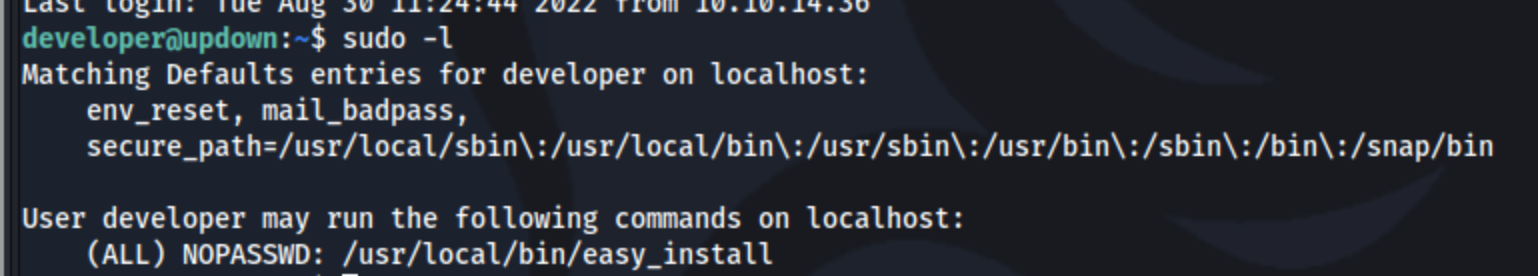 Last login: Tue Aug 30 11:24:44 2022 from 10.10.14.36
developer@updown:~$ sudo -l
Matching Defaults entries for developer on localhost:
    env_reset, mail_badpass,
    secure_path=/usr/local/sbin\:/usr/local/bin\:/usr/sbin\:/usr/bin\:/sbin\:/bin\:/snap/bin
User developer may run the following commands on localhost:
    (ALL) NOPASSWD: /usr/local/bin/easy_install